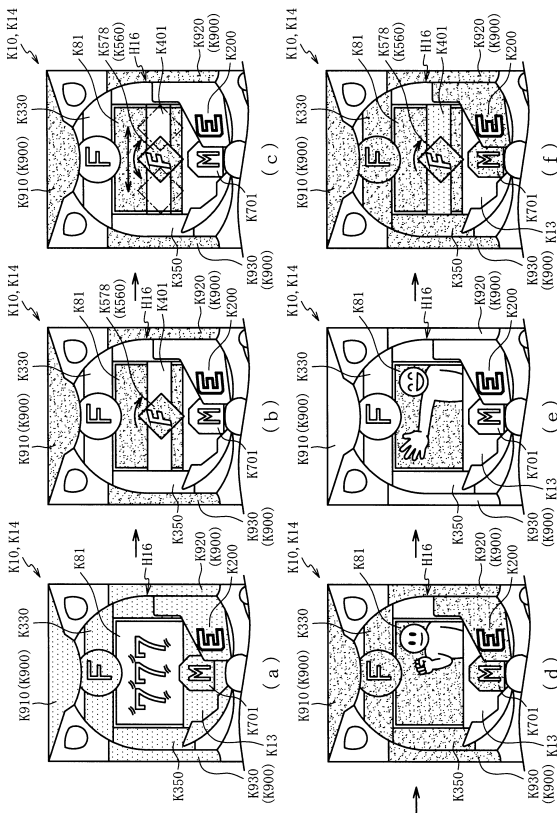 K10, K14
K910 (K900)
K330
K81
H16
K920
(K900)
K200
F
777
M
E
K350
K930
(K900)
K13
K701
(a)
K10, K14
K910 (K900)
K330
K81
K578
(K560)
H16
K920
(K900)
K401
K200
F
F
M
E
K350
K930
(K900)
K701
(b)
K10, K14
K910 (K900)
K330
K81
K578
(K560)
H16
K920
(K900)
K401
K200
F
F
M
E
K350
K930
(K900)
K701
(c)
K10, K14
K910 (K900)
K330
K81
H16
K920
(K900)
K200
F
M
E
K350
K930
(K900)
K13
K701
(d)
K10, K14
K910 (K900)
K330
K81
H16
K920
(K900)
K200
F
M
E
K350
K930
(K900)
K13
K701
(e)
K10, K14
K910 (K900)
K330
K81
K578
(K560)
H16
K920
(K900)
K401
K200
F
F
M
E
K350
K930
(K900)
K13
K701
(f)